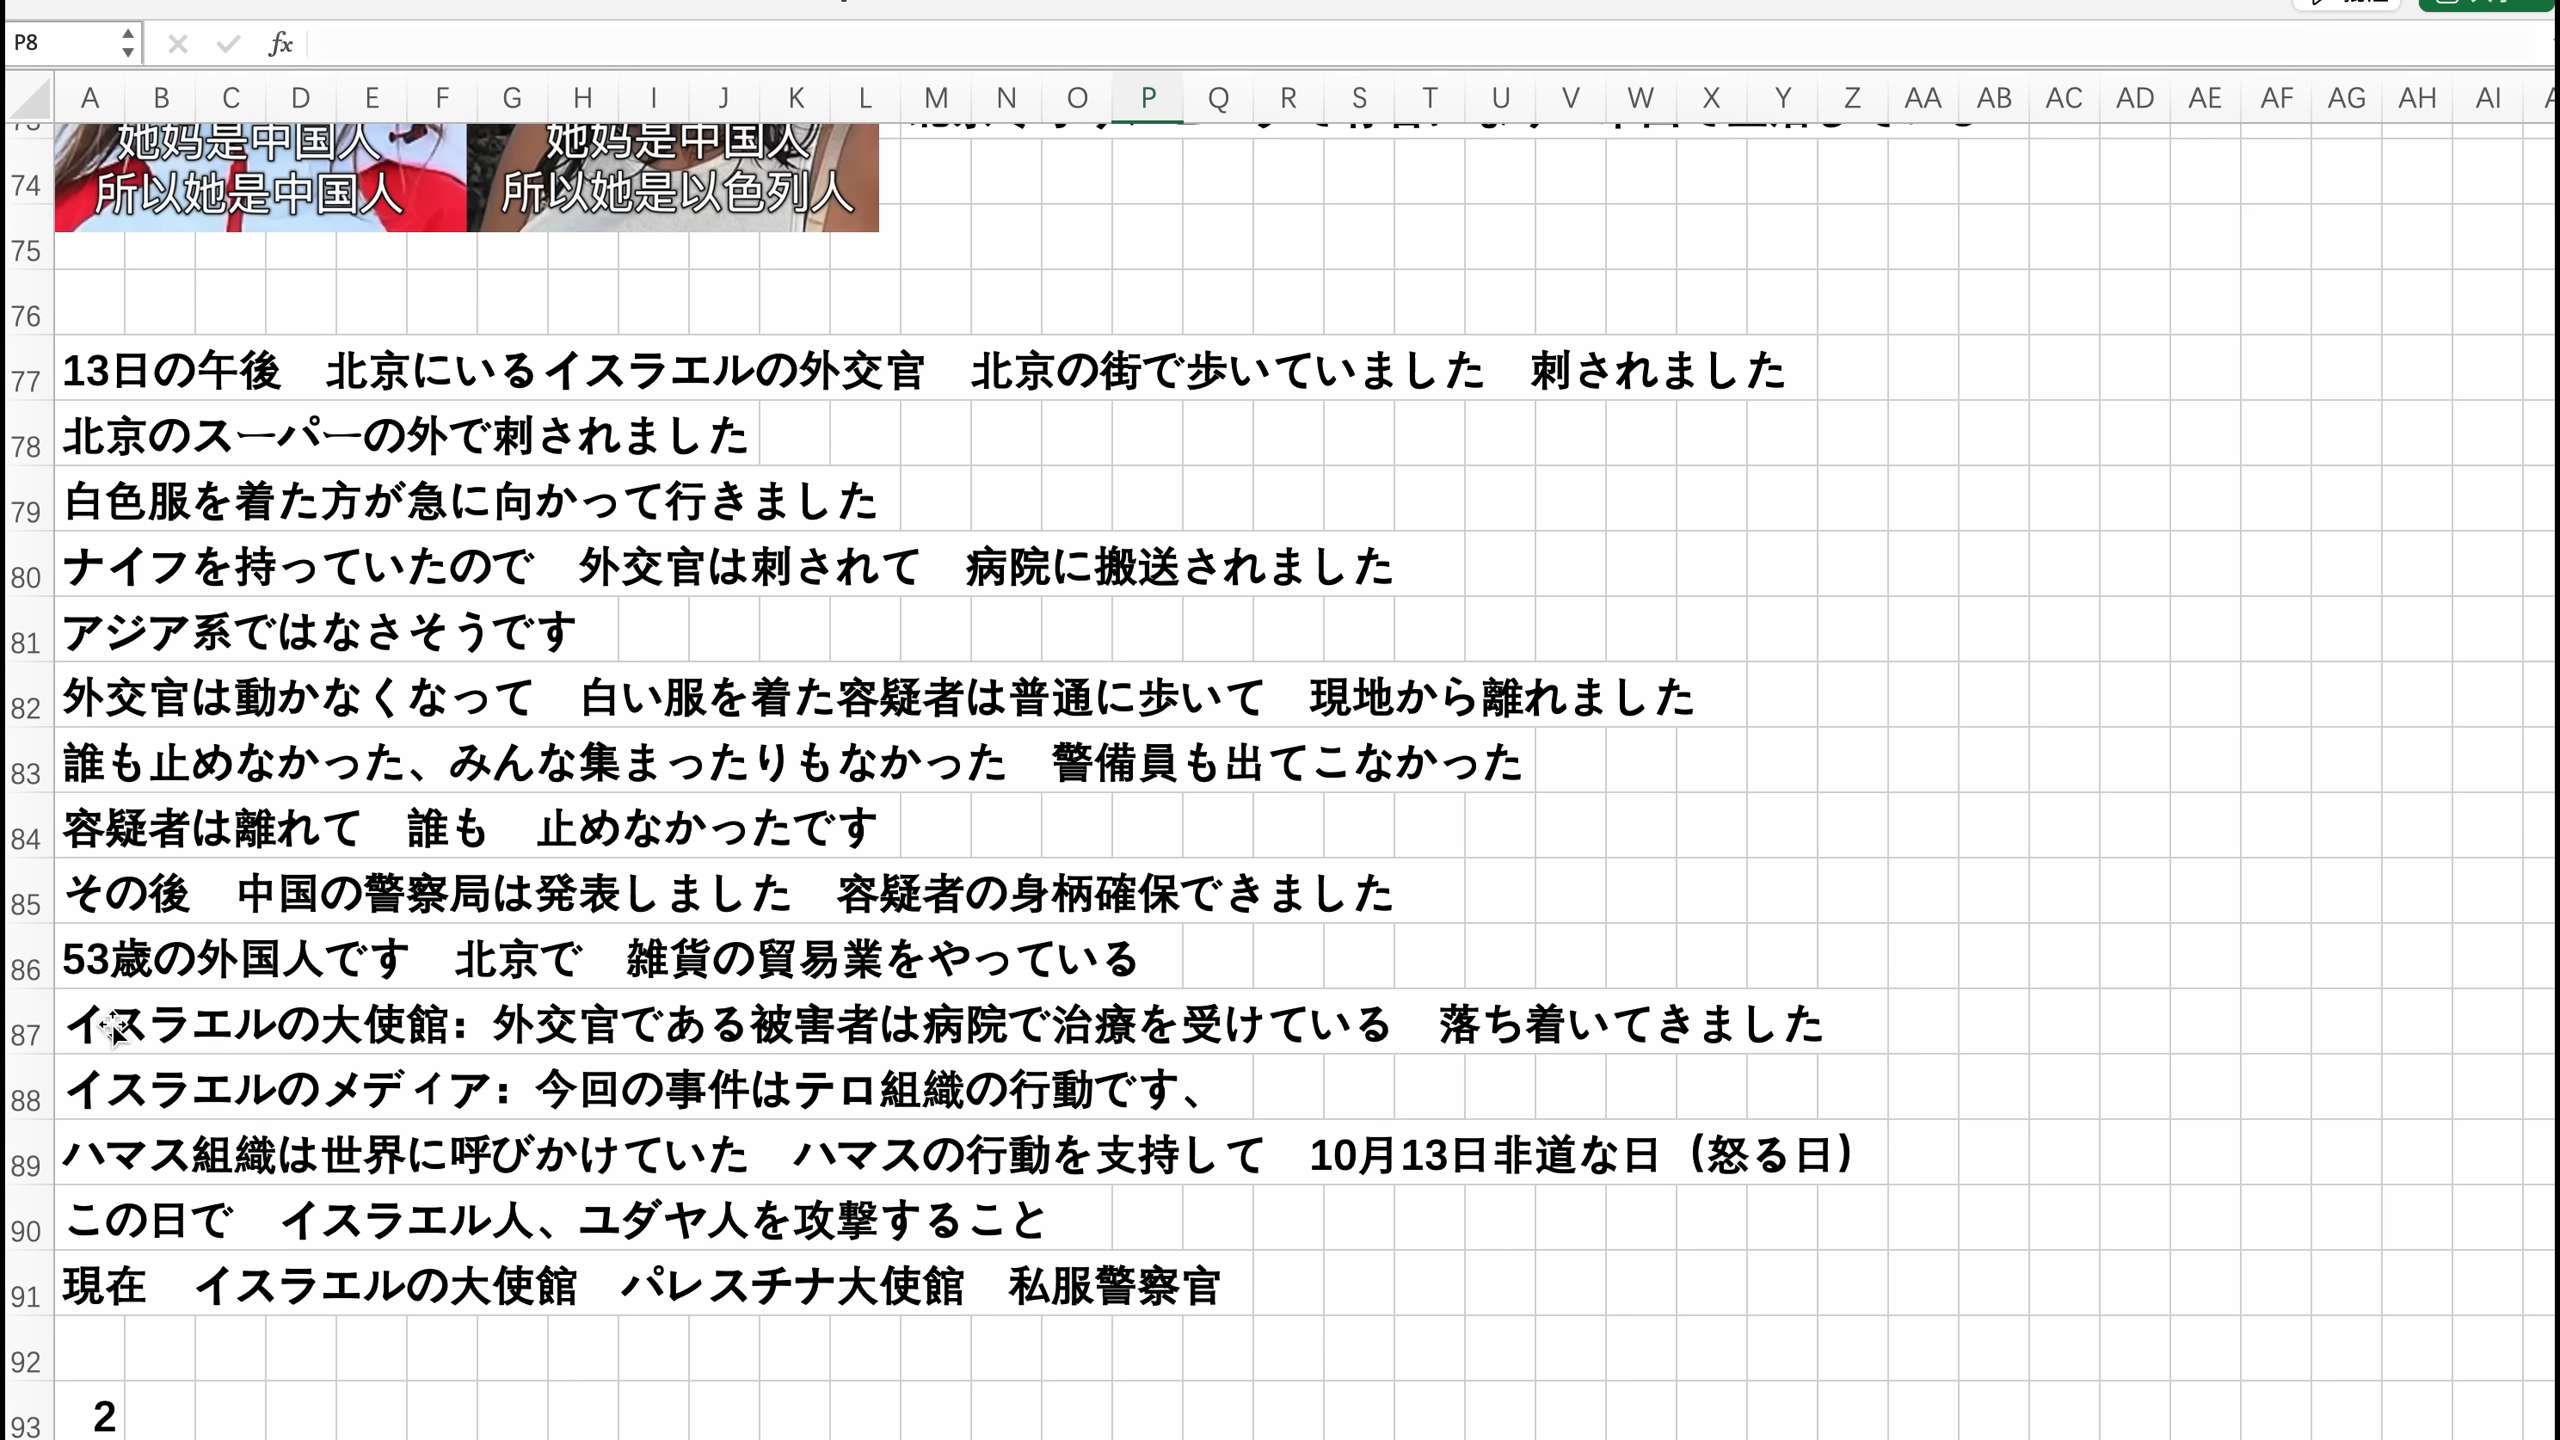 P8
fx
A B C D E F G H I J K L M N O P Q R S T U V W X Y Z AA AB AC AD AE AF AG AH AI
她妈是中国人 她妈是中国人
74 所以她是中国人 所以她是以色列人
75
76
77 13日の午後　北京にいるイスラエルの外交官　北京の街で歩いていました　刺されました
78 北京のスーパーの外で刺されました
79 白色服を着た方が急に向かって行きました
80 ナイフを持っていたので　外交官は刺されて　病院に搬送されました
81 アジア系ではなさそうです
82 外交官は動かなくなって　白い服を着た容疑者は普通に歩いて　現地から離れました
83 誰も止めなかった、みんな集まったりもなかった　警備員も出てこなかった
84 容疑者は離れて　誰も　止めなかったです
85 その後　中国の警察局は発表しました　容疑者の身柄確保できました
86 53歳の外国人です　北京で　雑貨の貿易業をやっている
87 イスラエルの大使館：外交官である被害者は病院で治療を受けている　落ち着いてきました
88 イスラエルのメディア：今回の事件はテロ組織の行動です、
89 ハマス組織は世界に呼びかけていた　ハマスの行動を支持して　10月13日非道な日（怒る日）
90 この日で　イスラエル人、ユダヤ人を攻撃すること
91 現在　イスラエルの大使館　パレスチナ大使館　私服警察官
92
93 2